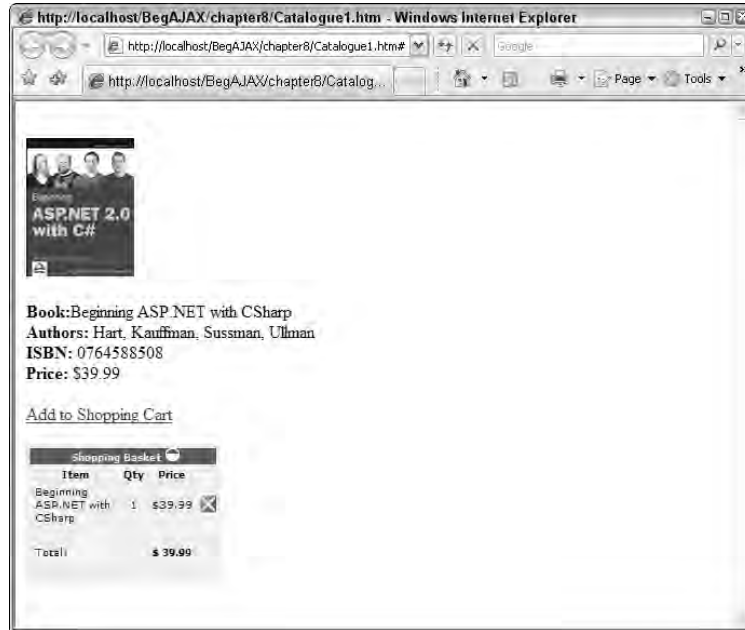 http://localhost/BegAJAX/chapter8/Catalogue1.htm - Windows Internet Explorer
http://localhost/BegAJAX/chapter8/Catalogue1.htm#
Google
http://localhost/BegAJAX/chapter8/Catalog...
Page
Tools
Beginning
ASP.NET 2.0
with C#
Book:Beginning ASP.NET with CSharp
Authors: Hart, Kauffman, Sussman, Ullman
ISBN: 0764588508
Price: $39.99
Add to Shopping Cart
Shopping Basket
Item Qty Price
Beginning
ASP.NET with 1 $39.99
CSharp
Total: $ 39.99